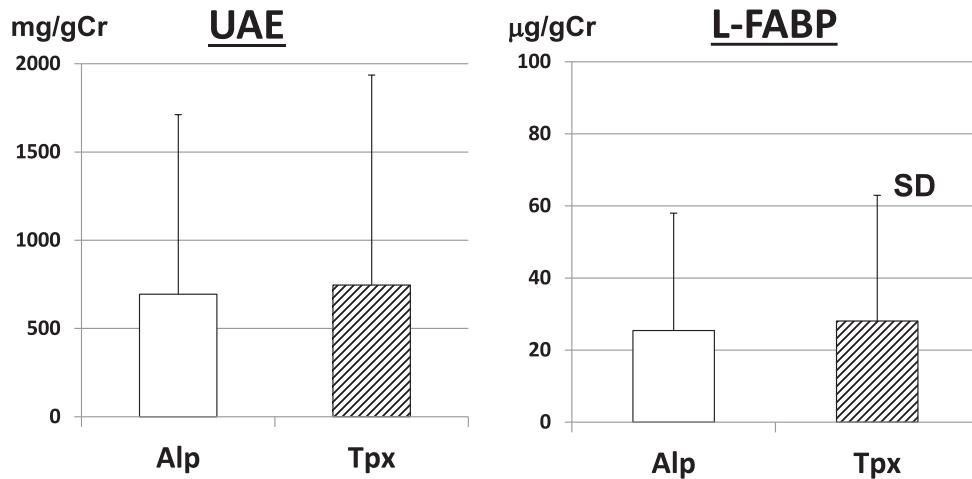 mg/gCr
UAE
2000
1500
1000
500
0
Alp
Tpx
μg/gCr
L-FABP
100
80
60
40
20
0
SD
Alp
Tpx